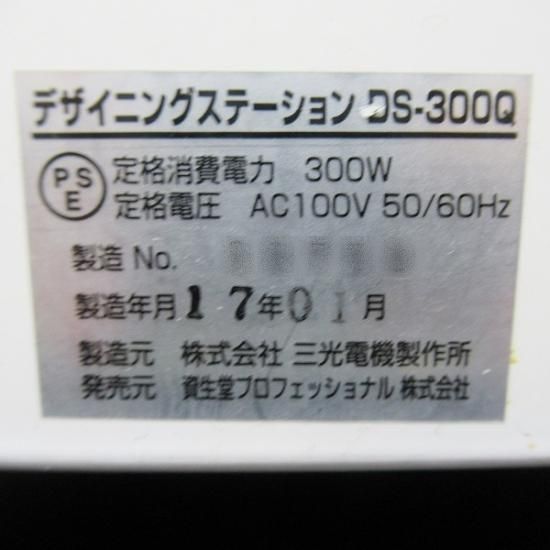 デザイニングステーション DS-300Q
PSE 定格消費電力 300W
定格電圧 AC100V 50/60Hz
製造 No.
製造年月 17年01月
製造元 株式会社 三光電機製作所
発売元 資生堂プロフェッショナル 株式会社